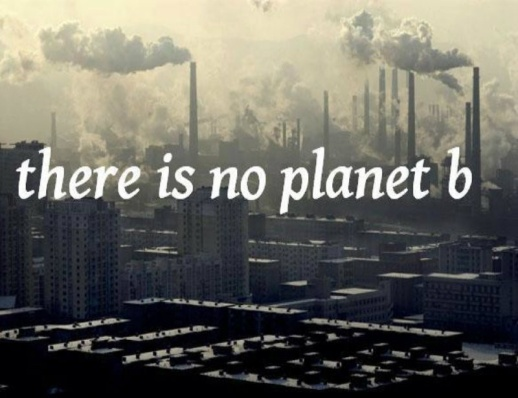 there is no planet b